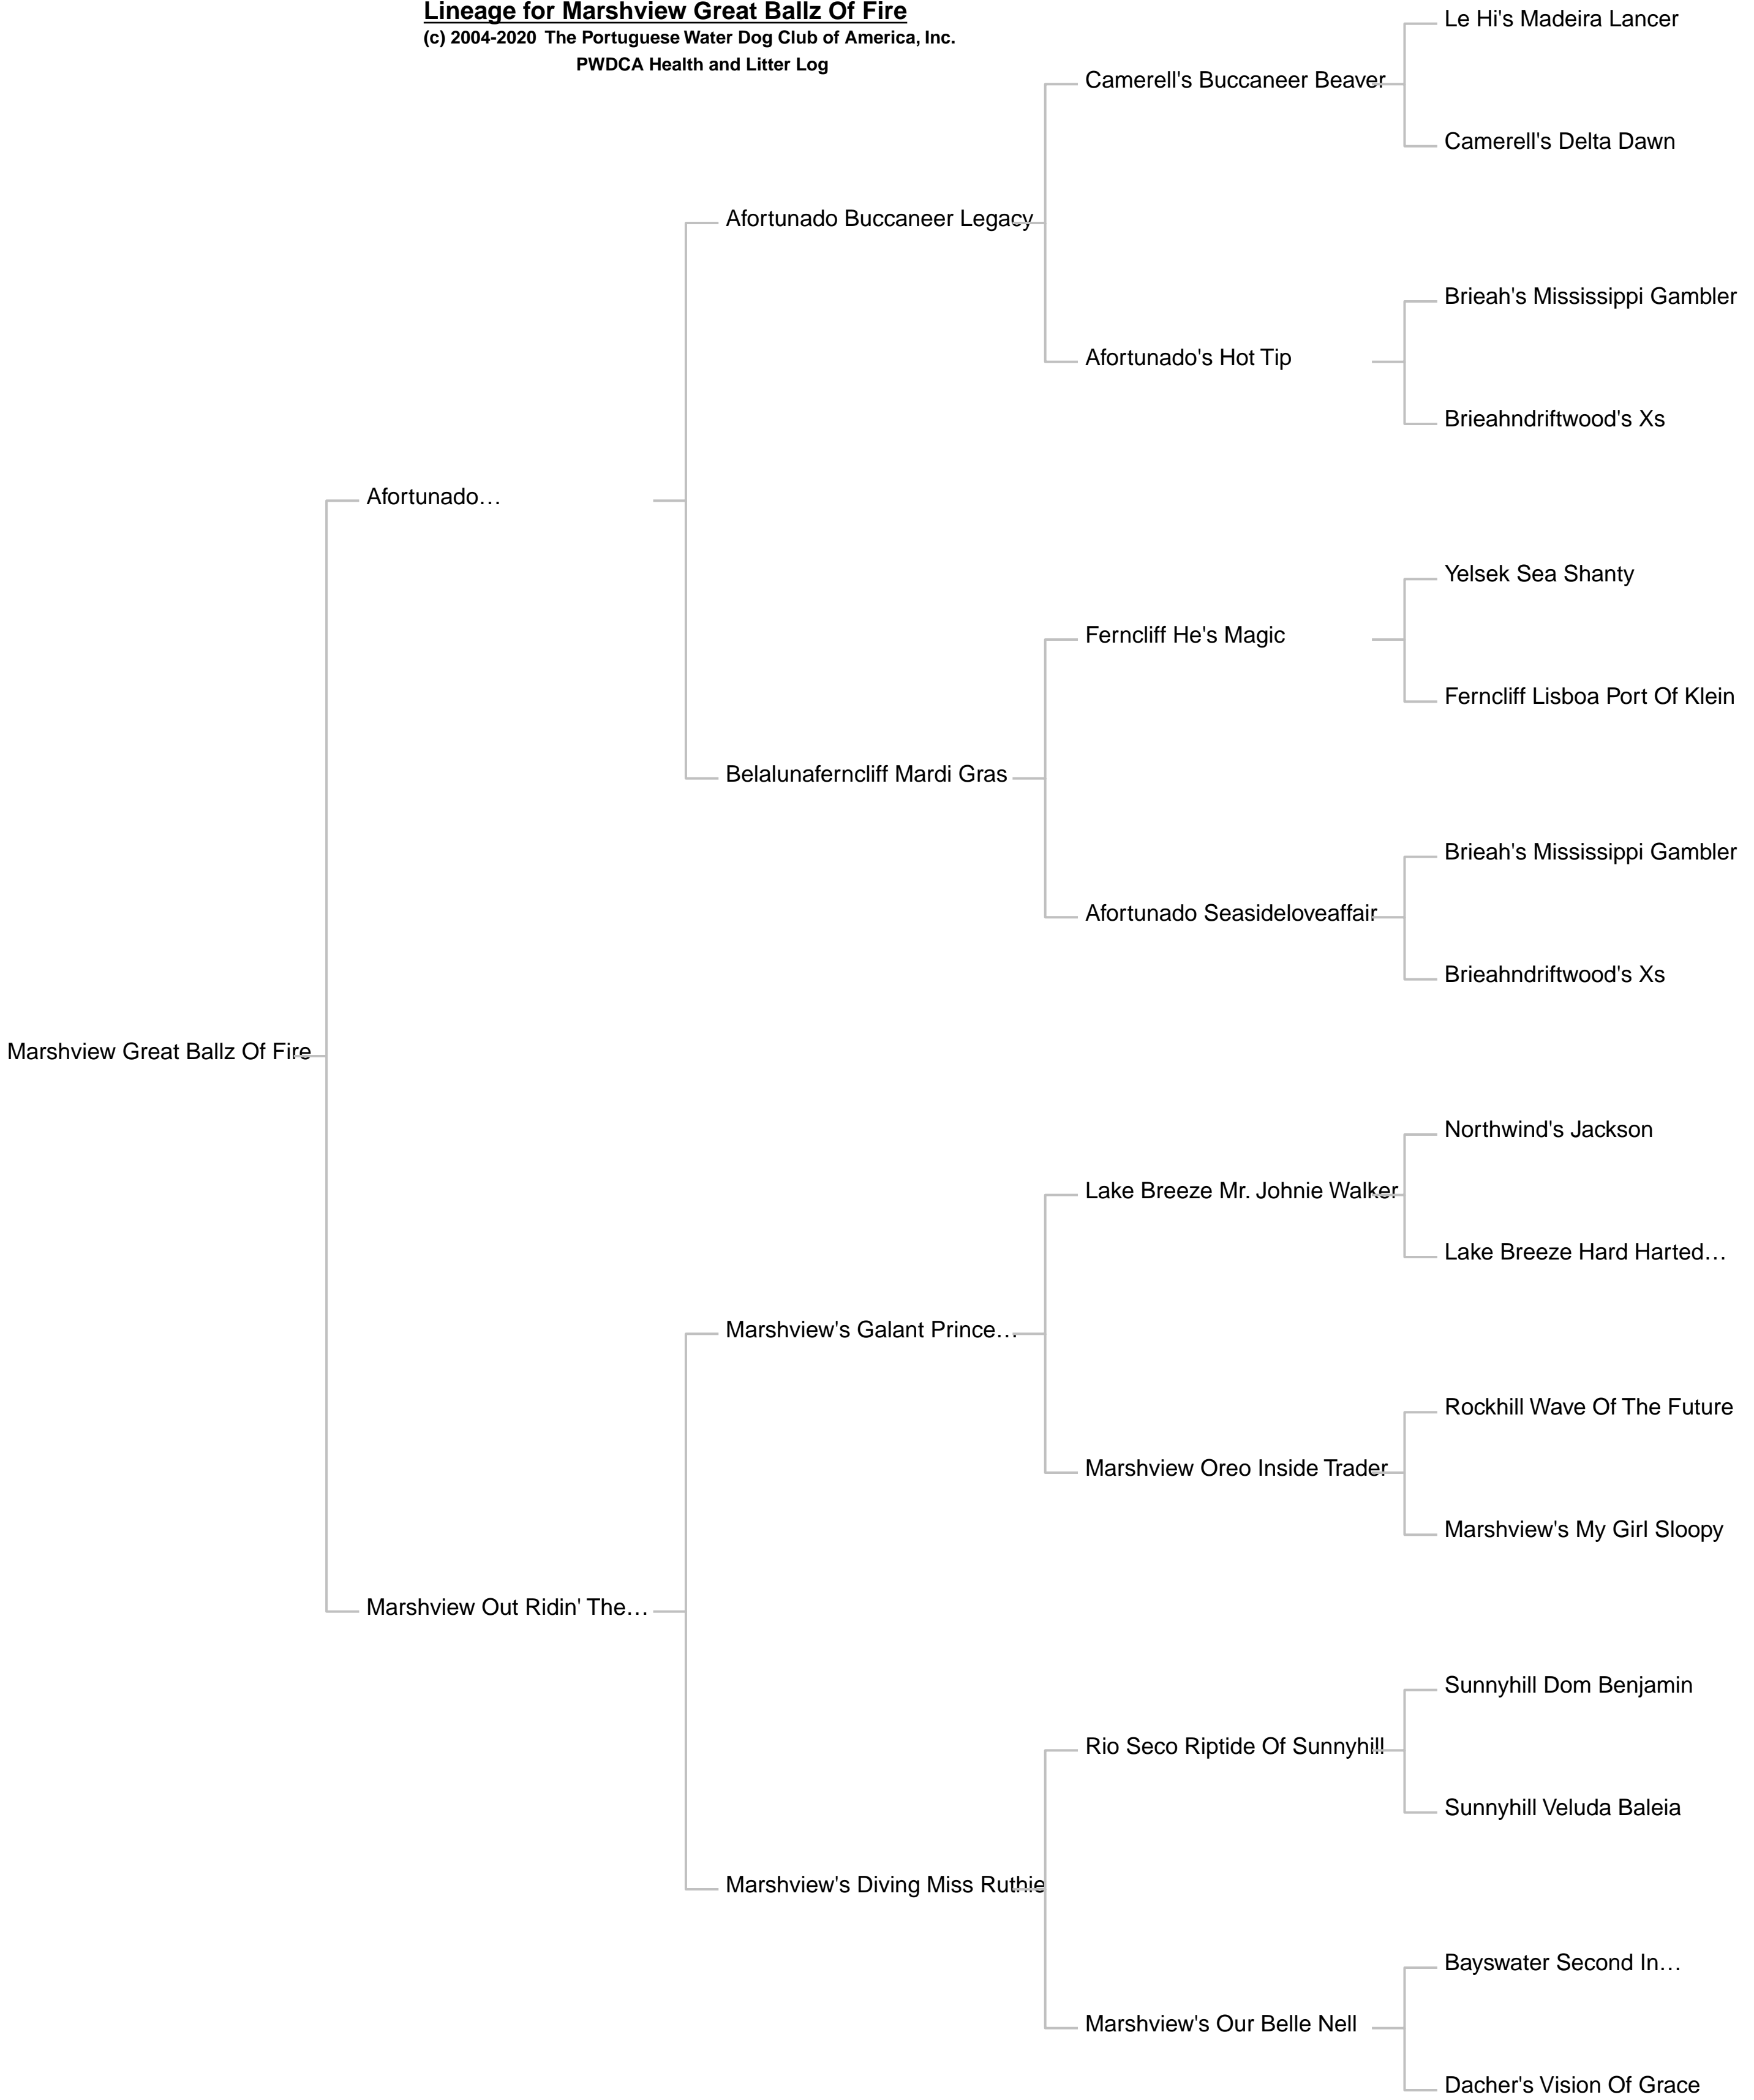 Lineage for Marshview Great Ballz Of Fire
(c) 2004-2020 The Portuguese Water Dog Club of America, Inc.
PWDCA Health and Litter Log
Le Hi's Madeira Lancer
Camerell's Buccaneer Beaver
Camerell's Delta Dawn
Afortunado Buccaneer Legacy
Brieah's Mississippi Gambler
Afortunado's Hot Tip
Brieahndriftwood's Xs
Afortunado…
Yelsek Sea Shanty
Ferncliff He's Magic
Ferncliff Lisboa Port Of Klein
Belalunaferncliff Mardi Gras
Brieah's Mississippi Gambler
Afortunado Seasideloveaffair
Brieahndriftwood's Xs
Marshview Great Ballz Of Fire
Northwind's Jackson
Lake Breeze Mr. Johnie Walker
Lake Breeze Hard Harted…
Marshview's Galant Prince…
Rockhill Wave Of The Future
Marshview Oreo Inside Trader
Marshview's My Girl Sloopy
Marshview Out Ridin' The…
Sunnyhill Dom Benjamin
Rio Seco Riptide Of Sunnyhill
Sunnyhill Veluda Baleia
Marshview's Diving Miss Ruthie
Bayswater Second In…
Marshview's Our Belle Nell
Dacher's Vision Of Grace